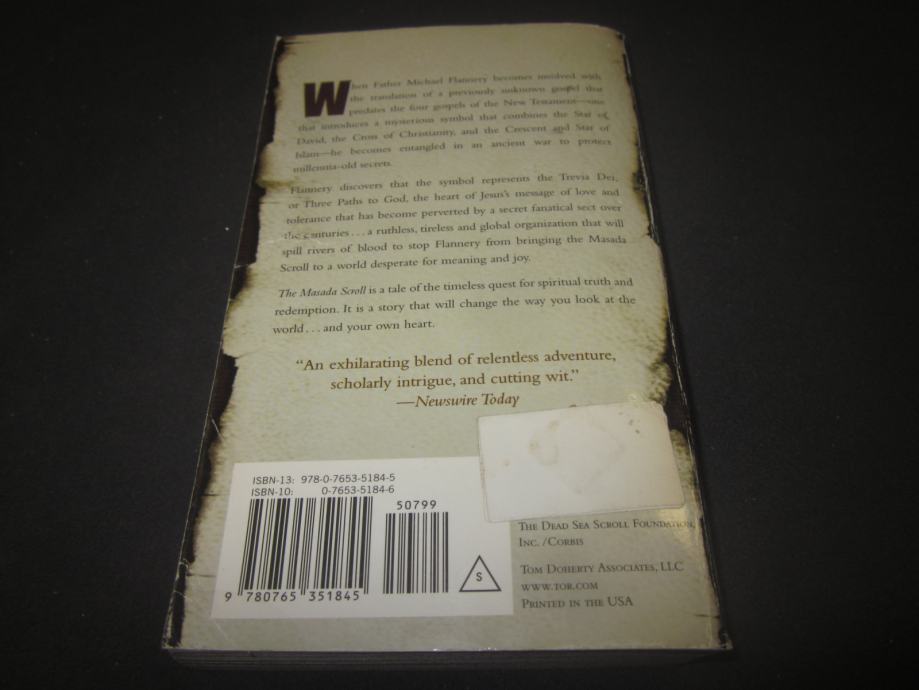 When Father Michael Flannery becomes involved with
the translation of a previously unknown gospel that
predates the four gospels of the New Testament—one
that introduces a mysterious symbol that combines the Star of
David, the Cross of Christianity, and the Crescent and Star of
Islam—he becomes entangled in an ancient war to protect
millennia-old secrets.
Flannery discovers that the symbol represents the Trevia Dei,
or Three Paths to God, the heart of Jesus's message of love and
tolerance that has become perverted by a secret fanatical sect over
the centuries . . . a ruthless, tireless and global organization that will
spill rivers of blood to stop Flannery from bringing the Masada
Scroll to a world desperate for meaning and joy.
The Masada Scroll is a tale of the timeless quest for spiritual truth and
redemption. It is a story that will change the way you look at the
world . . . and your own heart.
“An exhilarating blend of relentless adventure,
scholarly intrigue, and cutting wit.”
—Newswire Today
ISBN-13: 978-0-7653-5184-5
ISBN-10: 0-7653-5184-6
50799
9 780765 351845
S
The Dead Sea Scroll Foundation,
Inc. /Corbis
Tom Doherty Associates, LLC
www.tor.com
Printed in the USA